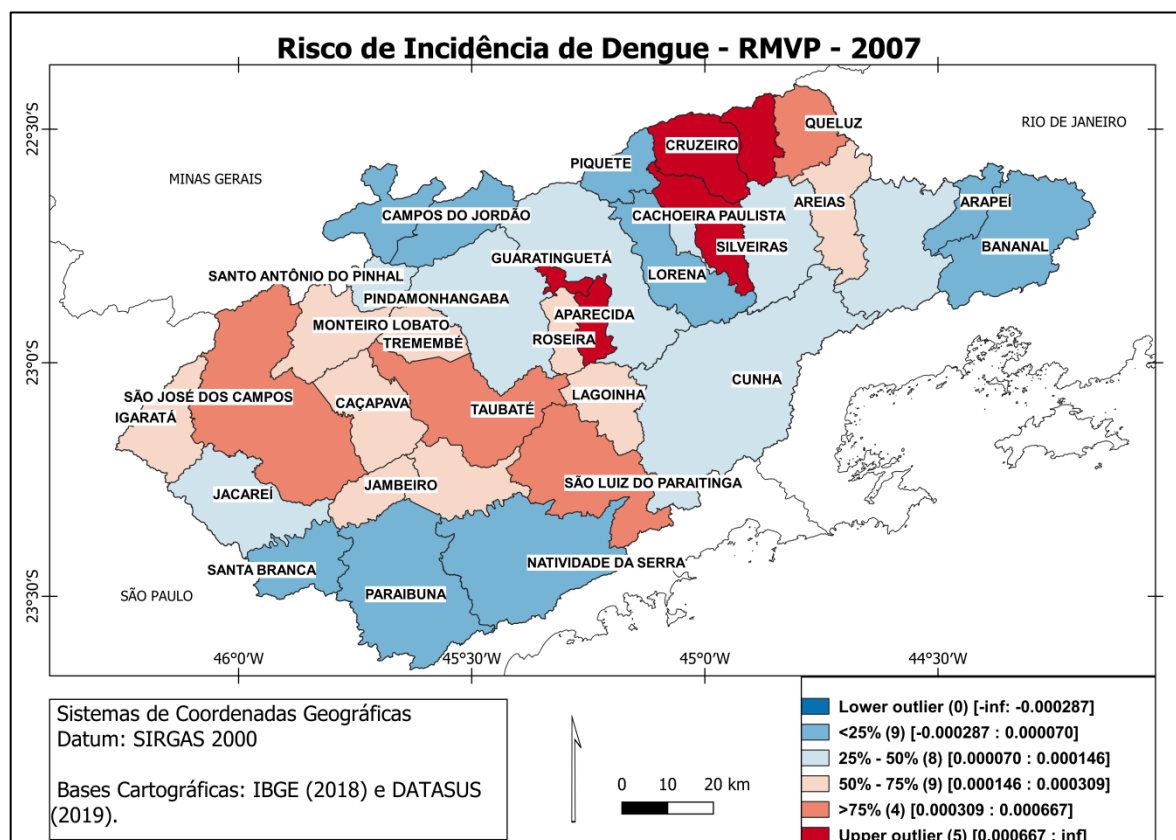 Risco de Incidência de Dengue - RMVP - 2007
22°30'S
23°00'S
23°30'S
MINAS GERAIS
RIO DE JANEIRO
SÃO PAULO
QUELUZ
CRUZEIRO
PIQUETE
AREIAS
ARAPEÍ
CAMPOS DO JORDÃO
CACHOEIRA PAULISTA
BANANAL
SILVEIRAS
GUARATINGUETÁ
LORENA
SANTO ANTÔNIO DO PINHAL
PINDAMONHANGABA
APARECIDA
MONTEIRO LOBATO
TREMEMBÉ
ROSEIRA
CUNHA
SÃO JOSÉ DOS CAMPOS
CAÇAPAVA
LAGOINHA
TAUBATÉ
IGARATÁ
JAMBEIRO
SÃO LUIZ DO PARAITINGA
JACAREÍ
NATIVIDADE DA SERRA
SANTA BRANCA
PARAIBUNA
46°0'W
45°30'W
45°0'W
44°30'W
Sistemas de Coordenadas Geográficas
Datum: SIRGAS 2000
Bases Cartográficas: IBGE (2018) e DATASUS
(2019).
0 10 20 km
Lower outlier (0) [-inf: -0.000287]
<25% (9) [-0.000287 : 0.000070]
25% - 50% (8) [0.000070 : 0.000146]
50% - 75% (9) [0.000146 : 0.000309]
>75% (4) [0.000309 : 0.000667]
Upper outlier (5) [0.000667 : inf]